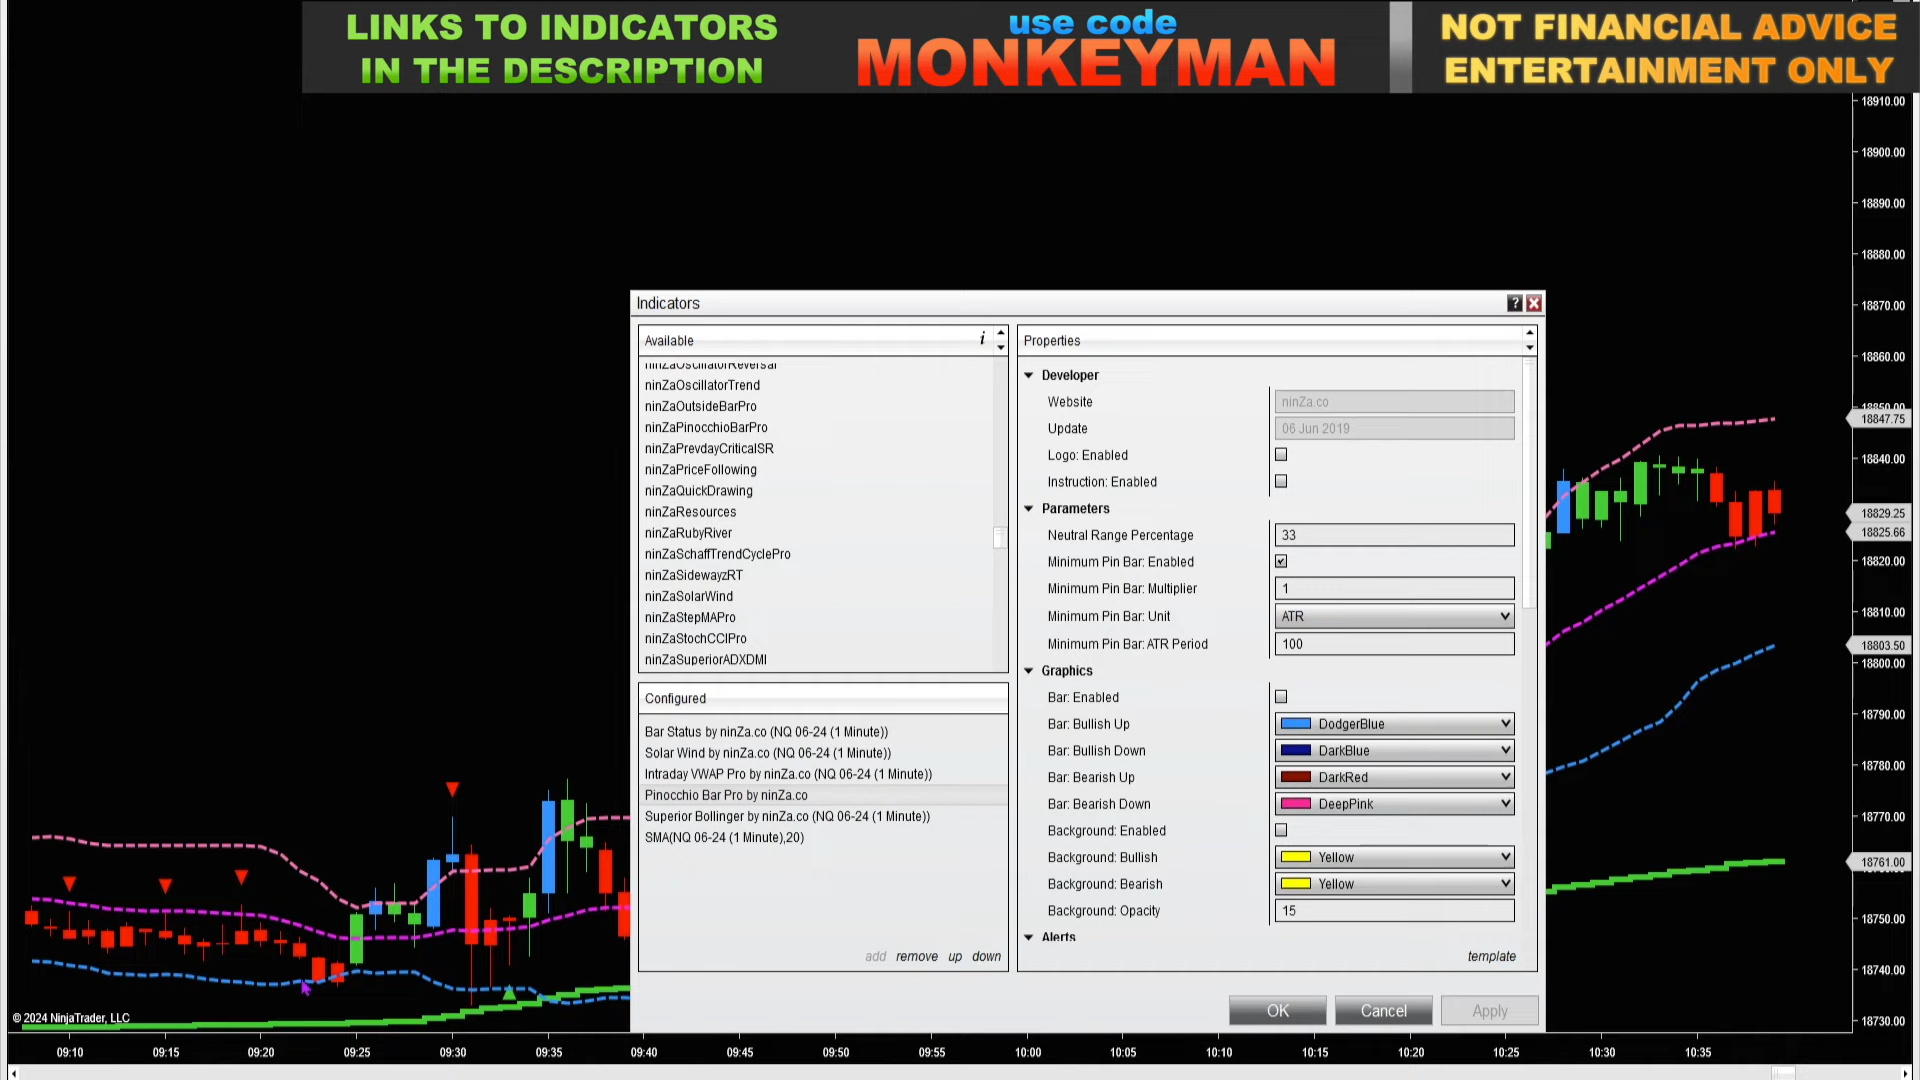 LINKS TO INDICATORS
IN THE DESCRIPTION
use code
MONKEYMAN
NOT FINANCIAL ADVICE
ENTERTAINMENT ONLY
Indicators
?
Available
i
ninZaOscillatorReversal
ninZaOscillatorTrend
ninZaOutsideBarPro
ninZaPinocchioBarPro
ninZaPrevdayCriticalSR
ninZaPriceFollowing
ninZaQuickDrawing
ninZaResources
ninZaRubyRiver
ninZaSchaffTrendCyclePro
ninZaSidewayzRT
ninZaSolarWind
ninZaStepMAPro
ninZaStochCCIPro
ninZaSuperiorADXDMI
Configured
Bar Status by ninZa.co (NQ 06-24 (1 Minute))
Solar Wind by ninZa.co (NQ 06-24 (1 Minute))
Intraday VWAP Pro by ninZa.co (NQ 06-24 (1 Minute))
Pinocchio Bar Pro by ninZa.co
Superior Bollinger by ninZa.co (NQ 06-24 (1 Minute))
SMA(NQ 06-24 (1 Minute),20)
add remove up down
Properties
Developer
Website ninZa.co
Update 06 Jun 2019
Logo: Enabled
Instruction: Enabled
Parameters
Neutral Range Percentage 33
Minimum Pin Bar: Enabled
Minimum Pin Bar: Multiplier 1
Minimum Pin Bar: Unit ATR
Minimum Pin Bar: ATR Period 100
Graphics
Bar: Enabled
Bar: Bullish Up DodgerBlue
Bar: Bullish Down DarkBlue
Bar: Bearish Up DarkRed
Bar: Bearish Down DeepPink
Background: Enabled
Background: Bullish Yellow
Background: Bearish Yellow
Background: Opacity 15
Alerts
template
OK Cancel Apply
18910.00
18900.00
18890.00
18880.00
18870.00
18860.00
18850.00
18847.75
18840.00
18829.25
18825.66
18820.00
18810.00
18803.50
18800.00
18790.00
18780.00
18770.00
18761.00
18750.00
18740.00
18730.00
© 2024 NinjaTrader, LLC
09:10 09:15 09:20 09:25 09:30 09:35 09:40 09:45 09:50 09:55 10:00 10:05 10:10 10:15 10:20 10:25 10:30 10:35